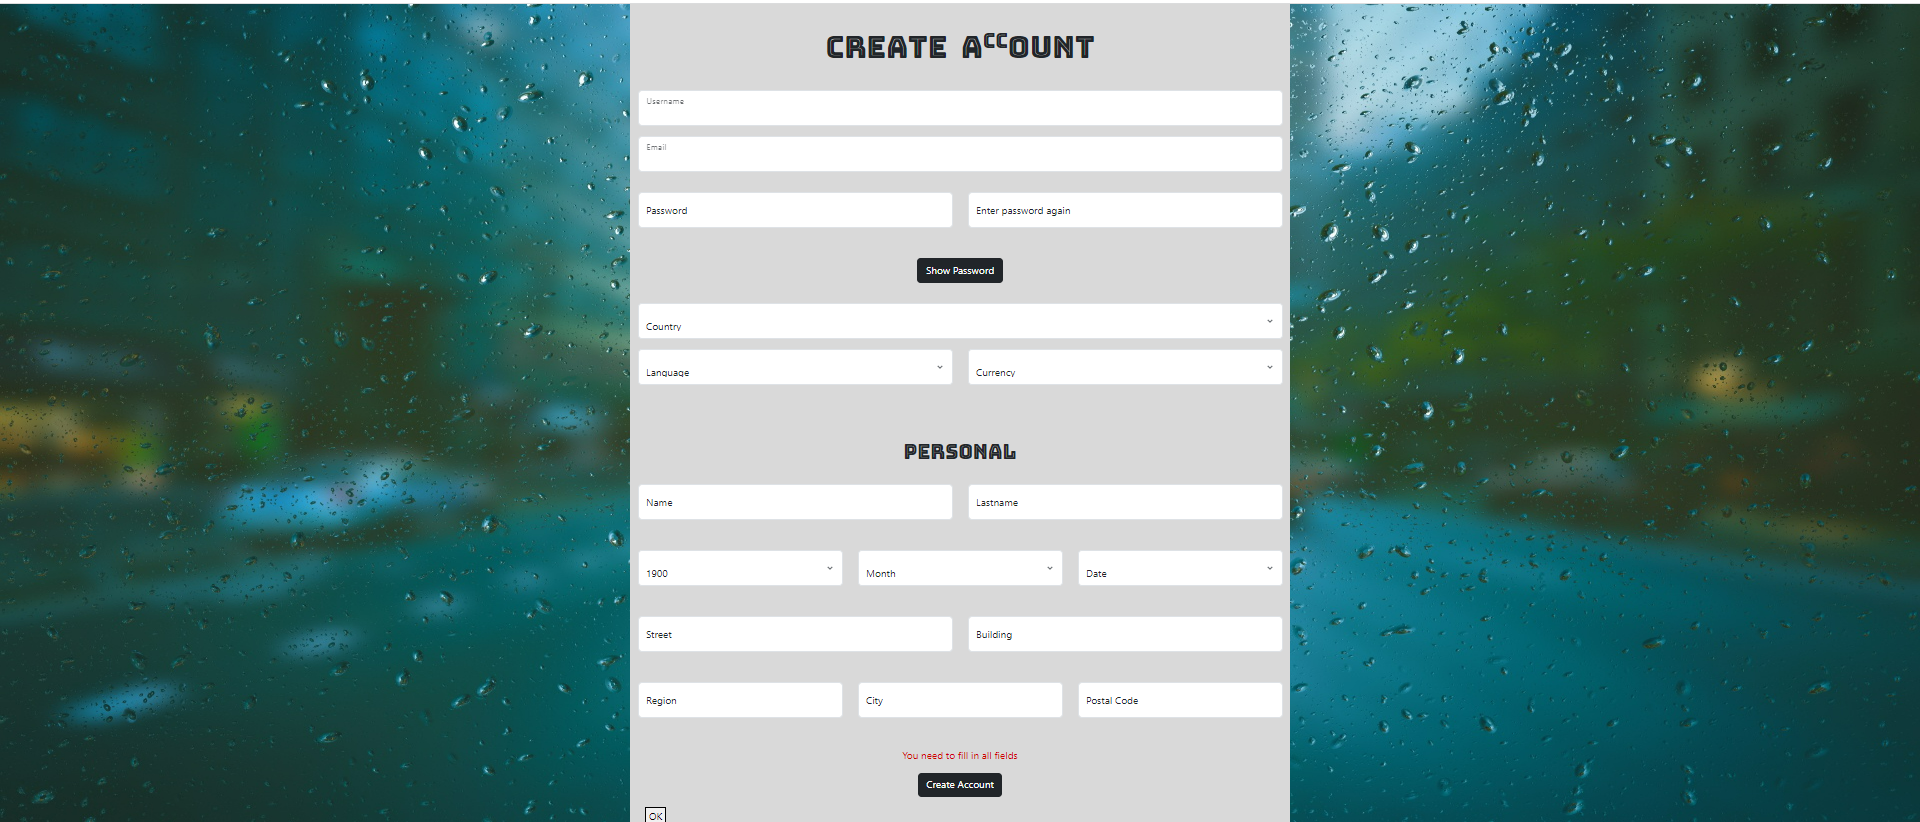 CREATE ACCOUNT
Username
Email
Password
Enter password again
Show Password
Country
Language
Currency
PERSONAL
Name
Lastname
1900
Month
Date
Street
Building
Region
City
Postal Code
You need to fill in all fields
Create Account
OK